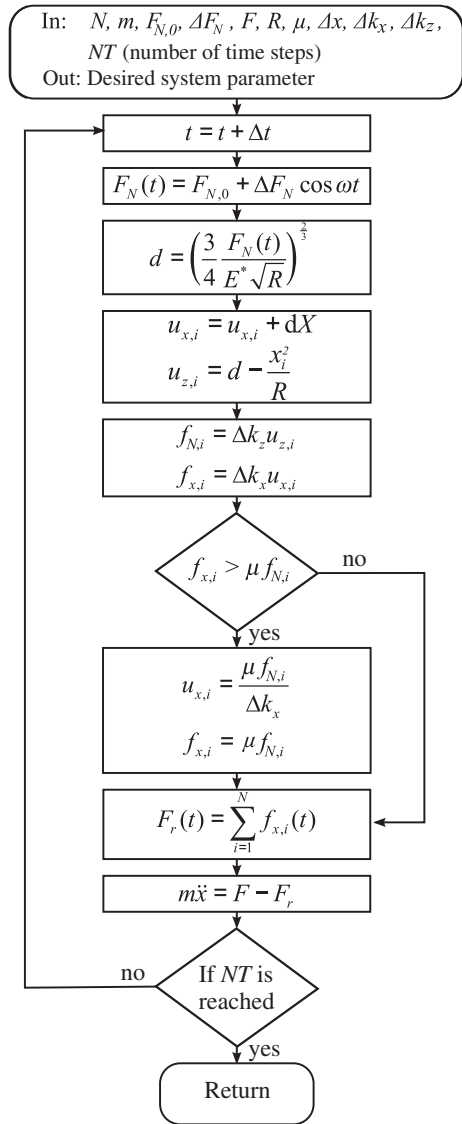 In: N, m, F_{N,0}, ΔF_N, F, R, μ, Δx, Δk_x, Δk_z,
NT (number of time steps)
Out: Desired system parameter
t = t + Δt
F_N(t) = F_{N,0} + ΔF_N cos ωt
d = (3/4 F_N(t)/(E^* √R))^{2/3}
u_{x,i} = u_{x,i} + dX
u_{z,i} = d − x_i^2/R
f_{N,i} = Δk_z u_{z,i}
f_{x,i} = Δk_x u_{x,i}
f_{x,i} > μ f_{N,i}
no
yes
u_{x,i} = μ f_{N,i}/Δk_x
f_{x,i} = μ f_{N,i}
F_r(t) = ∑_{i=1}^{N} f_{x,i}(t)
mẍ = F − F_r
no
If NT is
reached
yes
Return